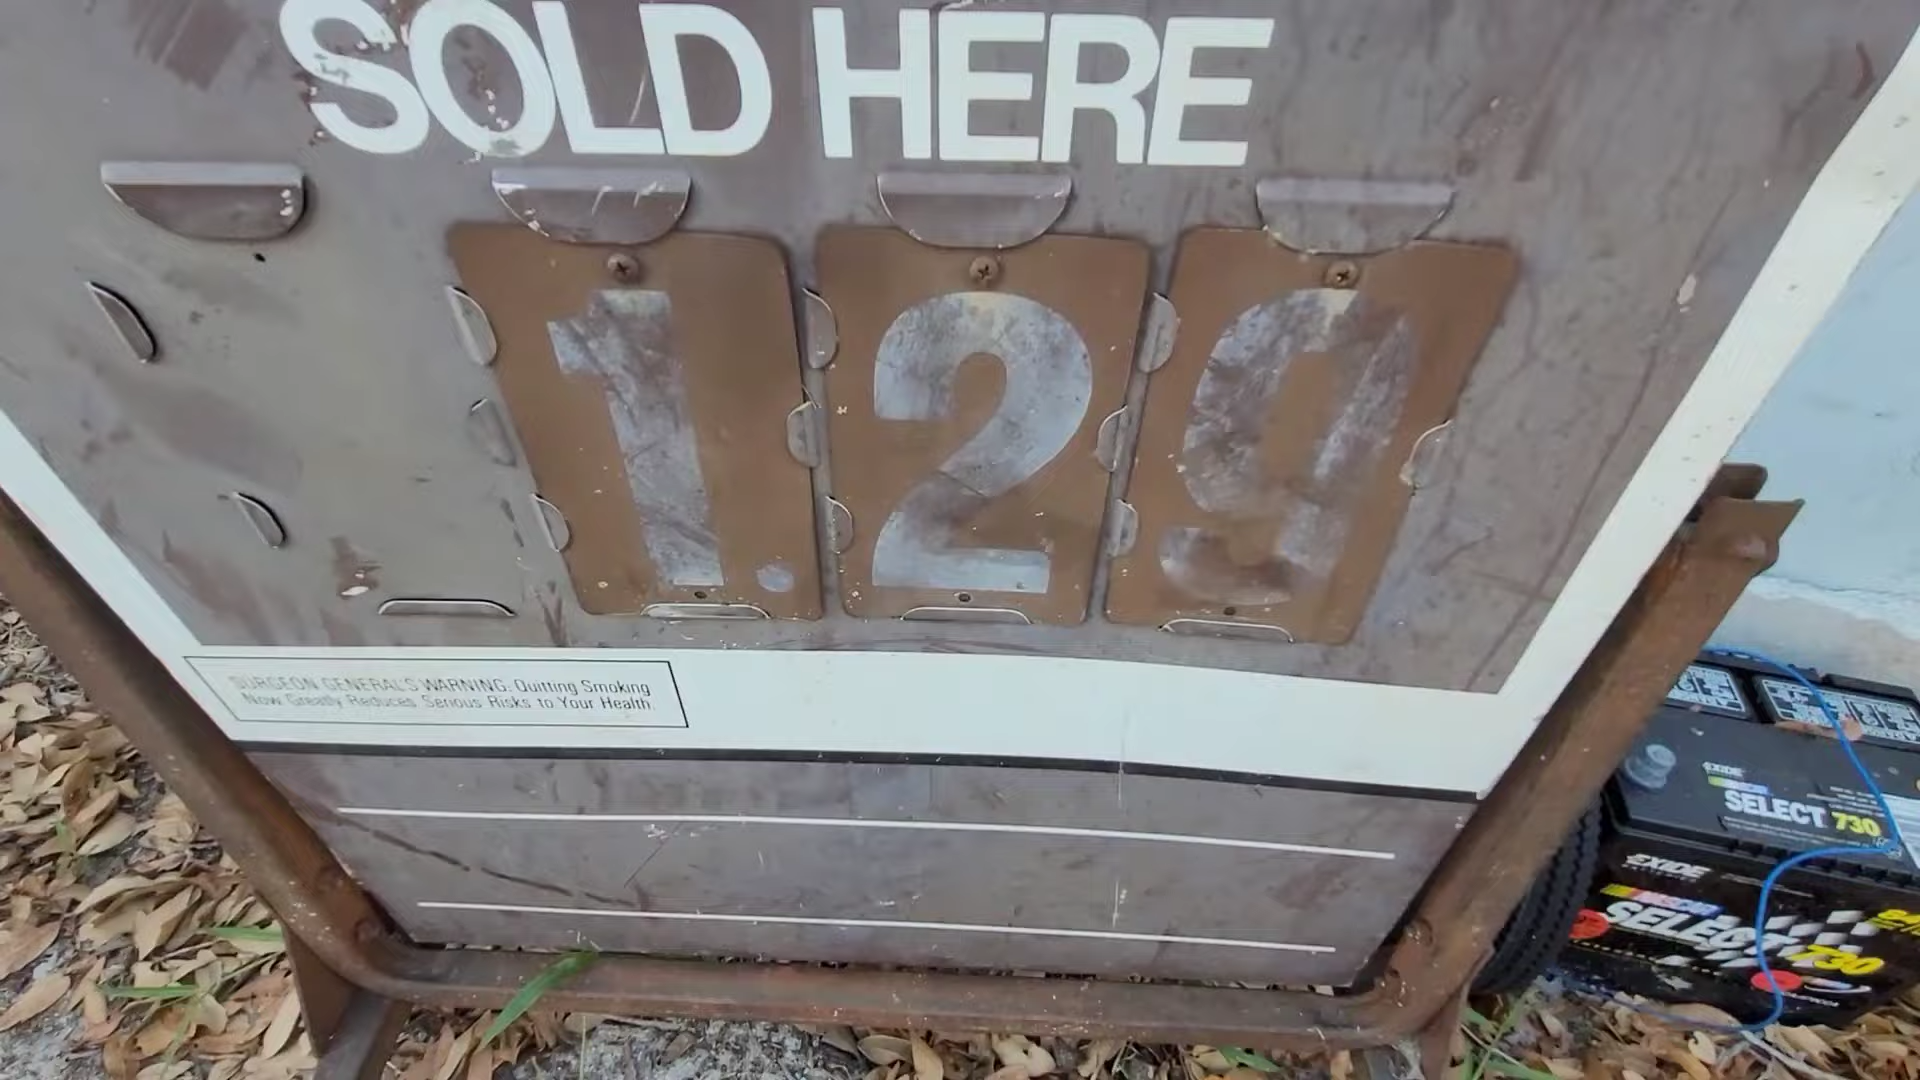 SOLD HERE
1.29
SURGEON GENERAL'S WARNING: Quitting Smoking
Now Greatly Reduces Serious Risks to Your Health.
EXIDE
SELECT 730
EXIDE
NASCAR
SELECT
730